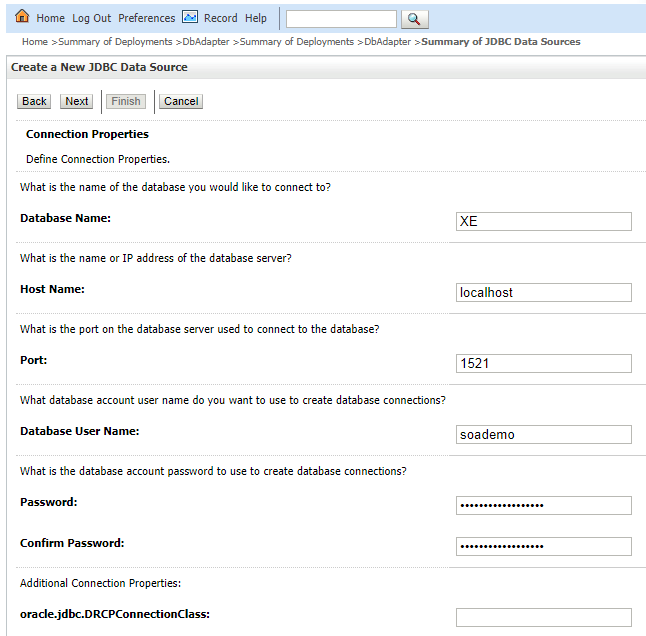 Home Log Out Preferences Record Help
Home >Summary of Deployments >DbAdapter >Summary of Deployments >DbAdapter >Summary of JDBC Data Sources
Create a New JDBC Data Source
Back Next Finish Cancel
Connection Properties
Define Connection Properties.
What is the name of the database you would like to connect to?
Database Name: XE
What is the name or IP address of the database server?
Host Name: localhost
What is the port on the database server used to connect to the database?
Port: 1521
What database account user name do you want to use to create database connections?
Database User Name: soademo
What is the database account password to use to create database connections?
Password: ••••••••••••••••••
Confirm Password: ••••••••••••••••••
Additional Connection Properties:
oracle.jdbc.DRCPConnectionClass: